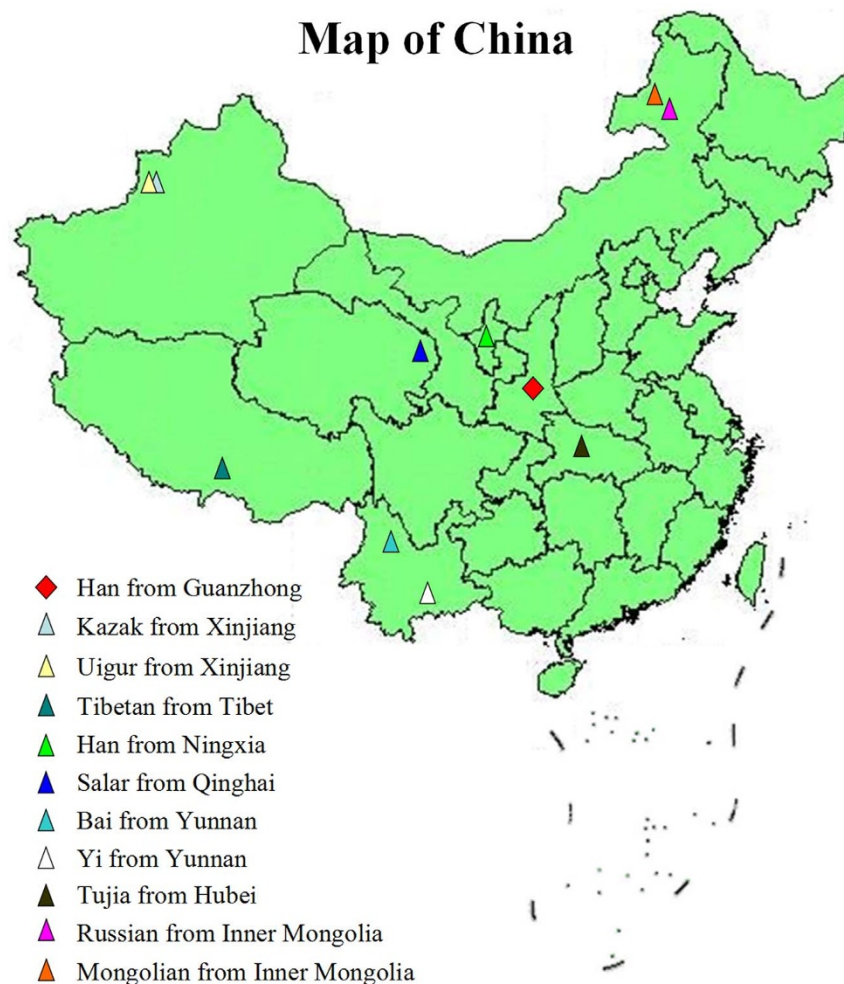 Map of China
Han from Guanzhong
Kazak from Xinjiang
Uigur from Xinjiang
Tibetan from Tibet
Han from Ningxia
Salar from Qinghai
Bai from Yunnan
Yi from Yunnan
Tujia from Hubei
Russian from Inner Mongolia
Mongolian from Inner Mongolia